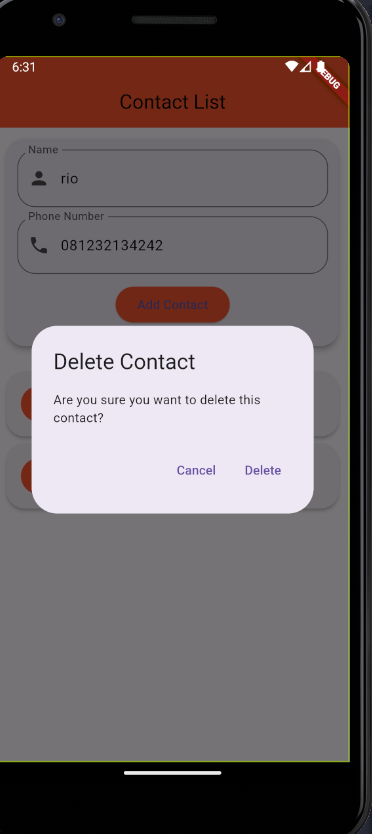 6:31
DEBUG
Contact List
Name
rio
Phone Number
081232134242
Add Contact
Delete Contact
Are you sure you want to delete this
contact?
Cancel Delete